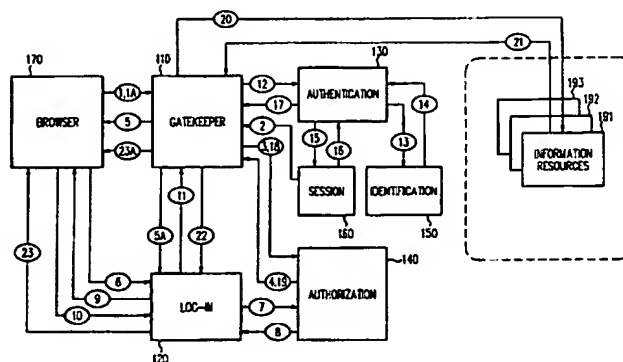 20
21
170
110
130
193
192
191
1,1A
12
AUTHENTICATION
14
BROWSER
5
GATEKEEPER
17
2
15
16
13
INFORMATION RESOURCES
23A
3,18
SESSION
IDENTIFICATION
11
160
150
23
5A
22
140
6
4,19
9
LOG-IN
7
AUTHORIZATION
10
8
120